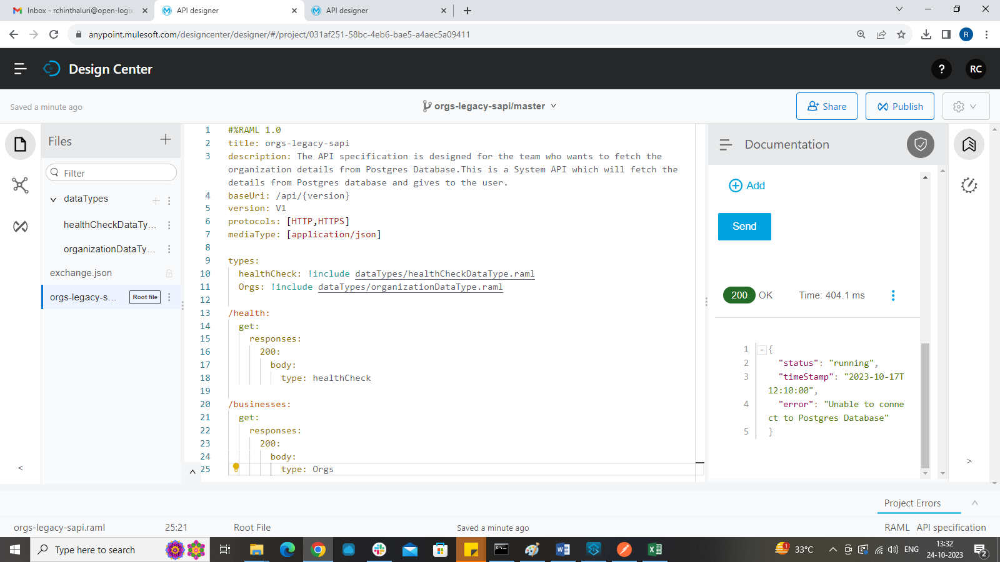 Inbox - rchinthaluri@open-logix
API designer
API designer
anypoint.mulesoft.com/designcenter/designer/#/project/031af251-58bc-4eb6-bae5-a4aec5a09411
R
Design Center
?
RC
Saved a minute ago
orgs-legacy-sapi/master
Share
Publish
Files
Filter
dataTypes
healthCheckDataTy...
organizationDataTy...
exchange.json
orgs-legacy-s...
Root file
1 #%RAML 1.0
2 title: orgs-legacy-sapi
3 description: The API specification is designed for the team who wants to fetch the
organization details from Postgres Database.This is a System API which will fetch the
details from Postgres database and gives to the user.
4 baseUri: /api/{version}
5 version: V1
6 protocols: [HTTP,HTTPS]
7 mediaType: [application/json]
8
9 types:
10 healthCheck: !include dataTypes/healthCheckDataType.raml
11 Orgs: !include dataTypes/organizationDataType.raml
12
13 /health:
14 get:
15 responses:
16 200:
17 body:
18 type: healthCheck
19
20 /businesses:
21 get:
22 responses:
23 200:
24 body:
25 type: Orgs
Documentation
Add
Send
200 OK Time: 404.1 ms
1 {
2 "status": "running",
3 "timeStamp": "2023-10-17T
12:10:00",
4 "error": "Unable to conne
ct to Postgres Database"
5 }
Project Errors
orgs-legacy-sapi.raml 25:21 Root File Saved a minute ago RAML API specification
Type here to search
1
33°C
ENG
13:32
24-10-2023
2